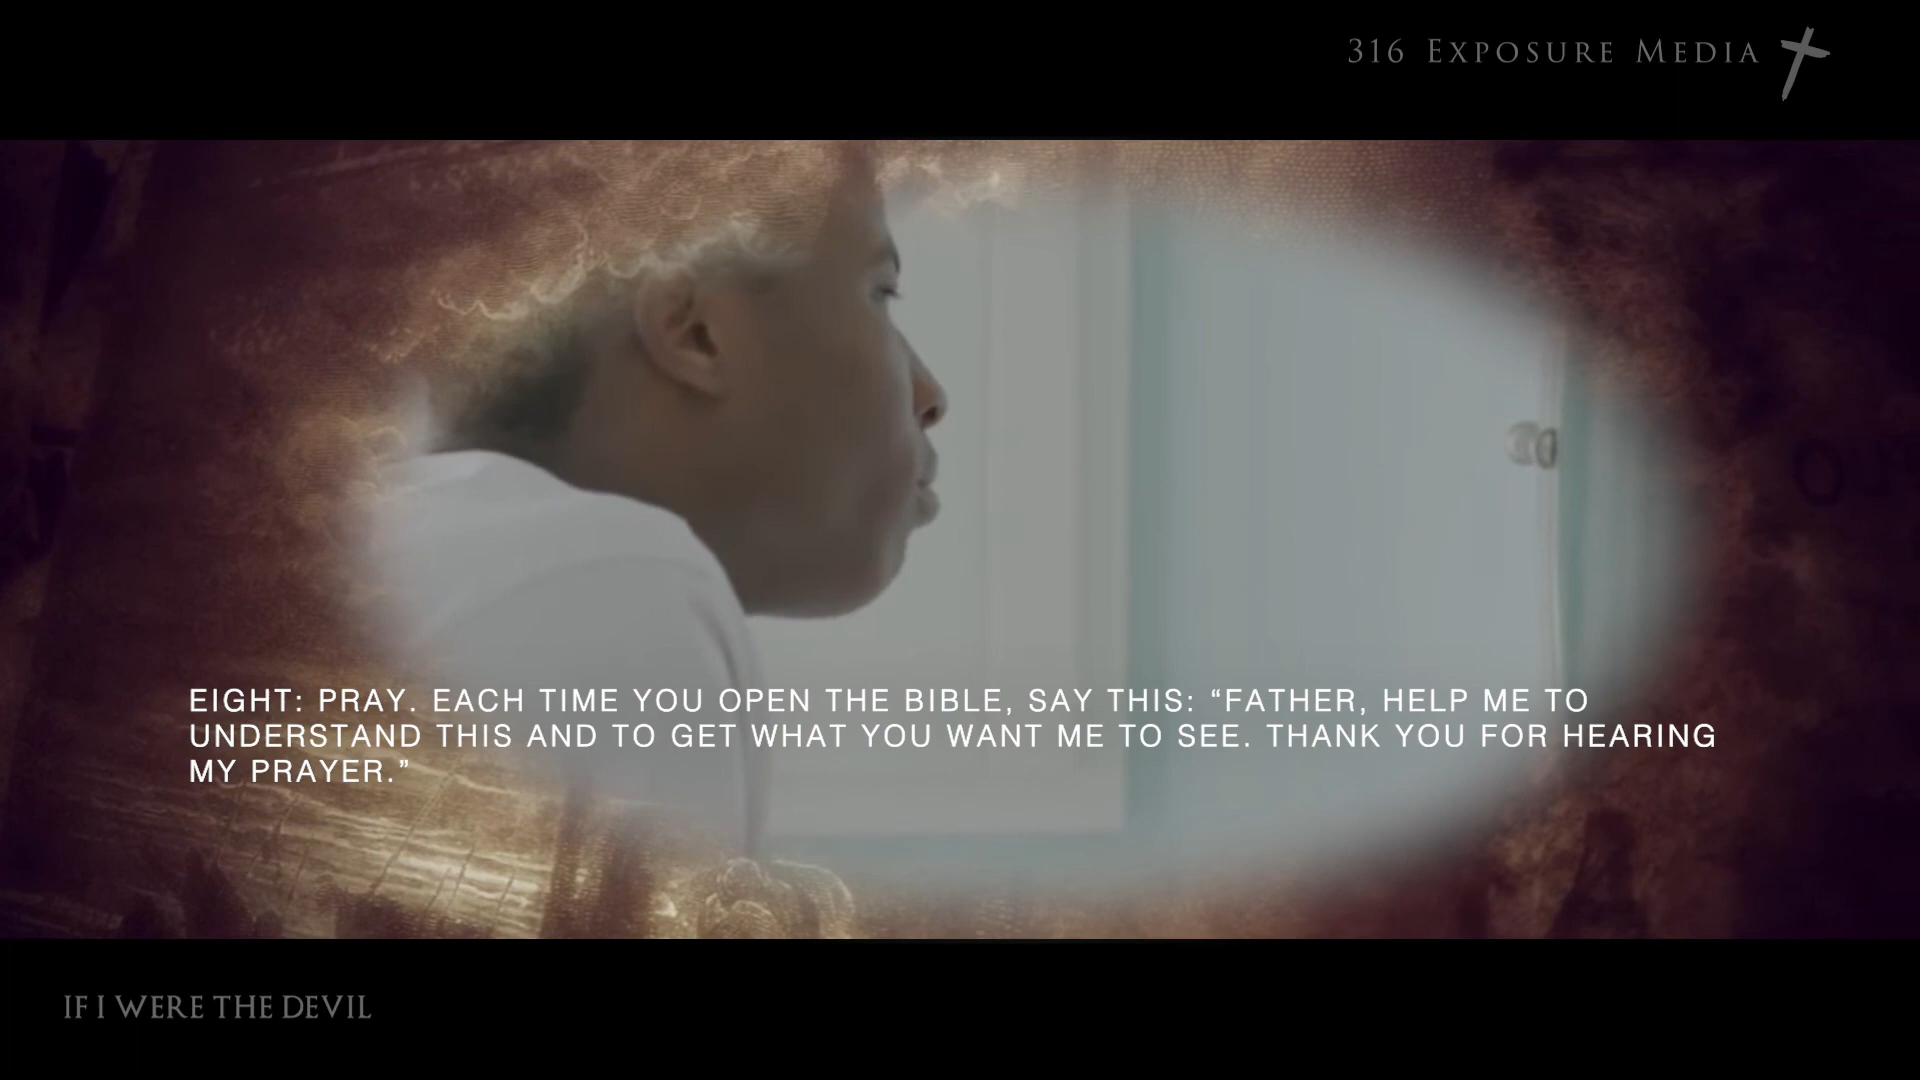 316 EXPOSURE MEDIA
EIGHT: PRAY. EACH TIME YOU OPEN THE BIBLE, SAY THIS: “FATHER, HELP ME TO
UNDERSTAND THIS AND TO GET WHAT YOU WANT ME TO SEE. THANK YOU FOR HEARING
MY PRAYER.”
IF I WERE THE DEVIL